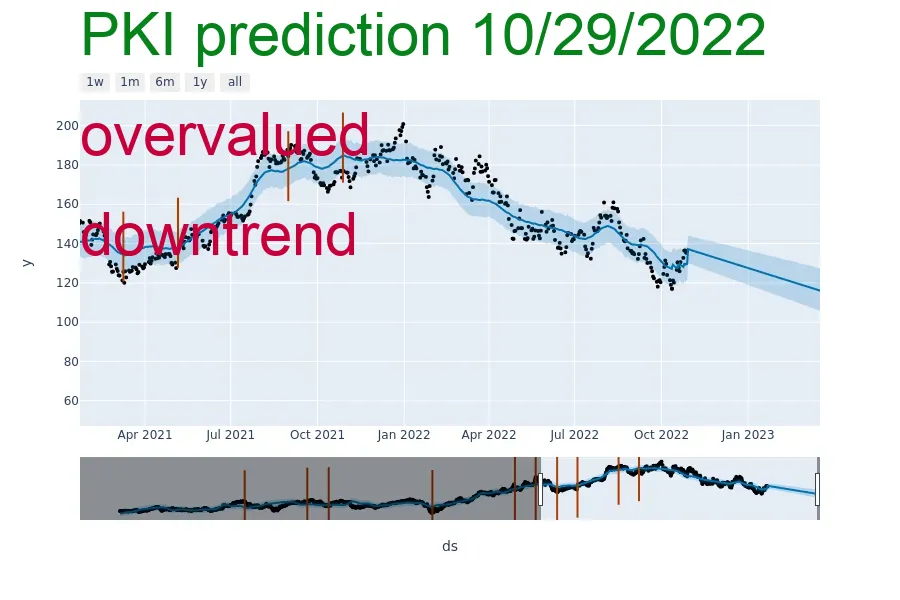 PKI prediction 10/29/2022
1w 1m 6m 1y all
200
overvalued
180
160
140
downtrend
120
100
80
60
y
Apr 2021 Jul 2021 Oct 2021 Jan 2022 Apr 2022 Jul 2022 Oct 2022 Jan 2023
ds